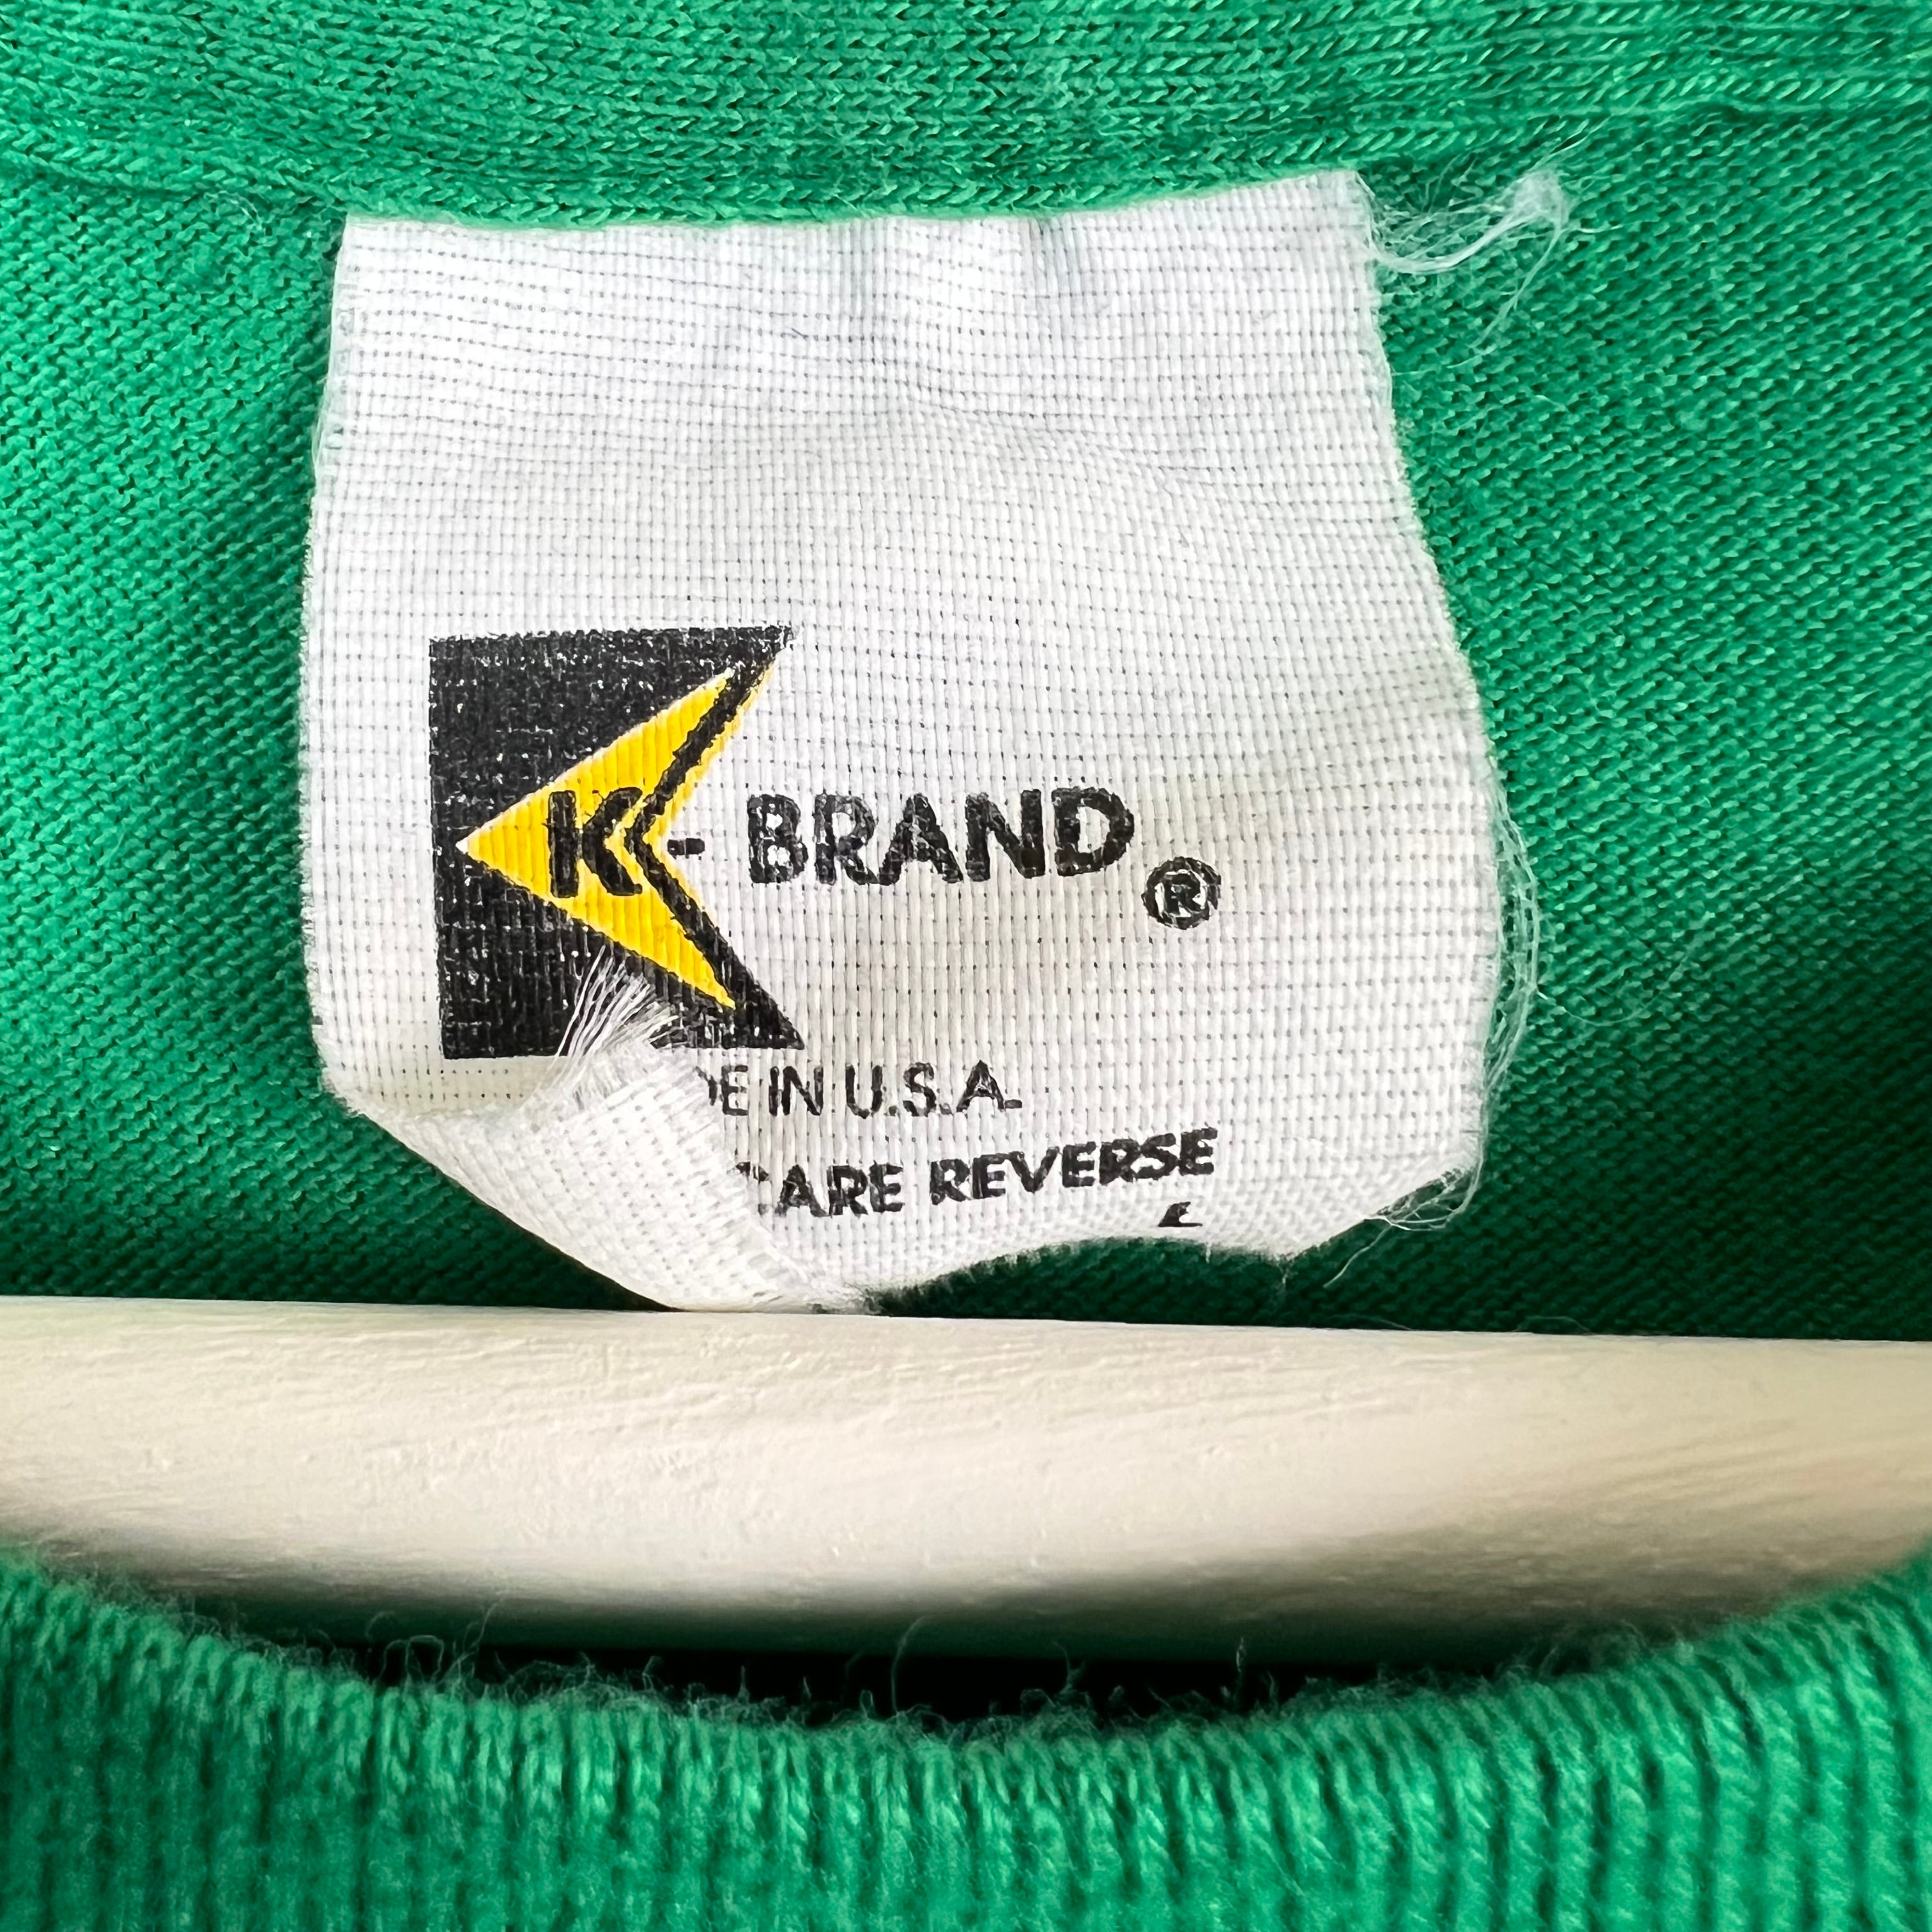 K-BRAND®
DE IN U.S.A.
CARE REVERSE
L